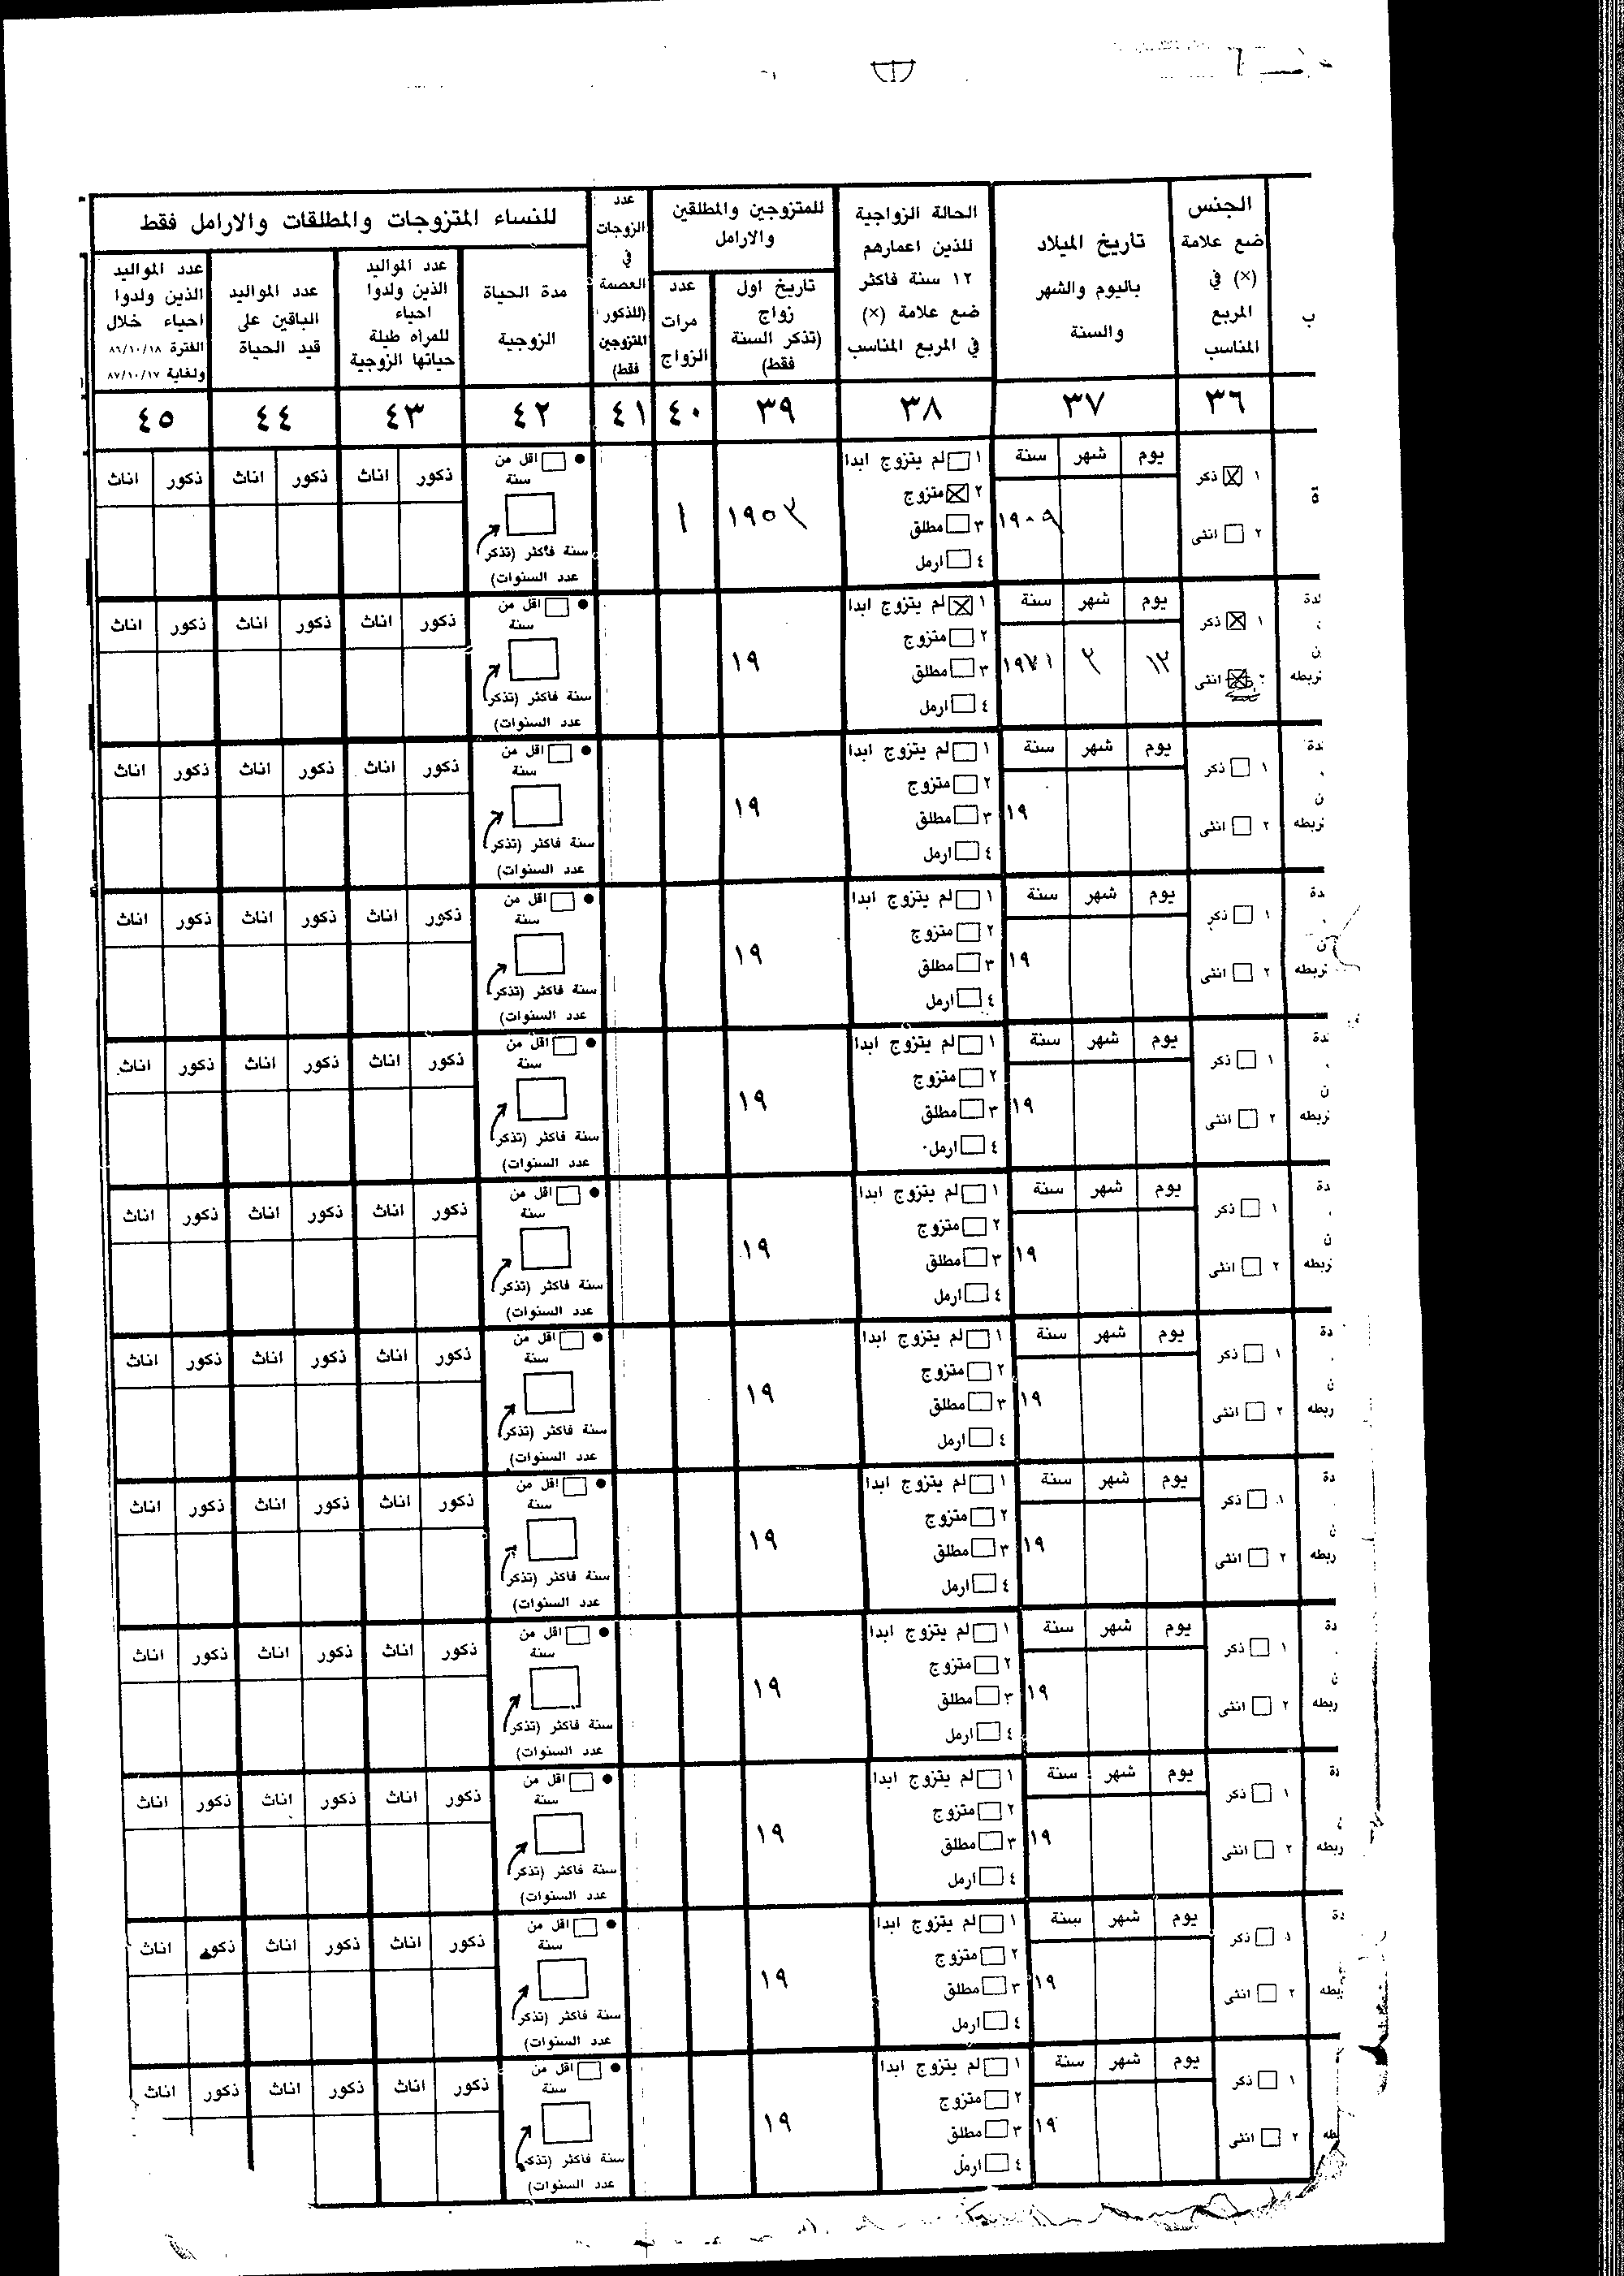 الجنس
ضع علامة
(×) في
المربع
المناسب
تاريخ الميلاد
باليوم والشهر
والسنة
الحالة الزواجية
للذين اعمارهم
١٢ سنة فاكثر
ضع علامة (×)
في المربع المناسب
للمتزوجين والمطلقين
والارامل
تاريخ اول
زواج
(تذكر السنة
فقط)
عدد
مرات
الزواج
عدد
الزوجات
في
العصمة
(للذكور
المتزوجين
فقط)
للنساء المتزوجات والمطلقات والارامل فقط
مدة الحياة
الزوجية
عدد المواليد
الذين ولدوا
احياء
للمرأه طيلة
حياتها الزوجية
عدد المواليد
الباقين على
قيد الحياة
عدد المواليد
الذين ولدوا
احياء خلال
الفترة ٨٦/١٠/١٨
ولغاية ٨٧/١٠/١٧
٣٦ ٣٧ ٣٨ ٣٩ ٤٠ ٤١ ٤٢ ٤٣ ٤٤ ٤٥
يوم شهر سنة
١ ذكر
٢ انثى
١٩٠٩
١ لم يتزوج ابدا
٢ متزوج
٣ مطلق
٤ ارمل
١٩٥٣
١
اقل من
سنة
سنة فاكثر (تذكر
عدد السنوات)
ذكور اناث ذكور اناث ذكور اناث
يوم شهر سنة
١ ذكر
٢ انثى
١٢ ٢ ١٩٧١
١ لم يتزوج ابدا
٢ متزوج
٣ مطلق
٤ ارمل
١٩
اقل من
سنة
سنة فاكثر (تذكر
عدد السنوات)
ذكور اناث ذكور اناث ذكور اناث
يوم شهر سنة
١ ذكر
٢ انثى
١٩
١ لم يتزوج ابدا
٢ متزوج
٣ مطلق
٤ ارمل
١٩
اقل من
سنة
سنة فاكثر (تذكر
عدد السنوات)
ذكور اناث ذكور اناث ذكور اناث
يوم شهر سنة
١ ذكر
٢ انثى
١٩
١ لم يتزوج ابدا
٢ متزوج
٣ مطلق
٤ ارمل
١٩
اقل من
سنة
سنة فاكثر (تذكر
عدد السنوات)
ذكور اناث ذكور اناث ذكور اناث
يوم شهر سنة
١ ذكر
٢ انثى
١٩
١ لم يتزوج ابدا
٢ متزوج
٣ مطلق
٤ ارمل
١٩
اقل من
سنة
سنة فاكثر (تذكر
عدد السنوات)
ذكور اناث ذكور اناث ذكور اناث
يوم شهر سنة
١ ذكر
٢ انثى
١٩
١ لم يتزوج ابدا
٢ متزوج
٣ مطلق
٤ ارمل
١٩
اقل من
سنة
سنة فاكثر (تذكر
عدد السنوات)
ذكور اناث ذكور اناث ذكور اناث
يوم شهر سنة
١ ذكر
٢ انثى
١٩
١ لم يتزوج ابدا
٢ متزوج
٣ مطلق
٤ ارمل
١٩
اقل من
سنة
سنة فاكثر (تذكر
عدد السنوات)
ذكور اناث ذكور اناث ذكور اناث
يوم شهر سنة
١ ذكر
٢ انثى
١٩
١ لم يتزوج ابدا
٢ متزوج
٣ مطلق
٤ ارمل
١٩
اقل من
سنة
سنة فاكثر (تذكر
عدد السنوات)
ذكور اناث ذكور اناث ذكور اناث
يوم شهر سنة
١ ذكر
٢ انثى
١٩
١ لم يتزوج ابدا
٢ متزوج
٣ مطلق
٤ ارمل
١٩
اقل من
سنة
سنة فاكثر (تذكر
عدد السنوات)
ذكور اناث ذكور اناث ذكور اناث
يوم شهر سنة
١ ذكر
٢ انثى
١٩
١ لم يتزوج ابدا
٢ متزوج
٣ مطلق
٤ ارمل
١٩
اقل من
سنة
سنة فاكثر (تذكر
عدد السنوات)
ذكور اناث ذكور اناث ذكور اناث
يوم شهر سنة
١ ذكر
٢ انثى
١٩
١ لم يتزوج ابدا
٢ متزوج
٣ مطلق
٤ ارمل
١٩
اقل من
سنة
سنة فاكثر (تذكر
عدد السنوات)
ذكور اناث ذكور اناث ذكور اناث
يوم شهر سنة
١ ذكر
٢ انثى
١٩
١ لم يتزوج ابدا
٢ متزوج
٣ مطلق
٤ ارمل
١٩
اقل من
سنة
سنة فاكثر (تذكر
عدد السنوات)
ذكور اناث ذكور اناث ذكور اناث